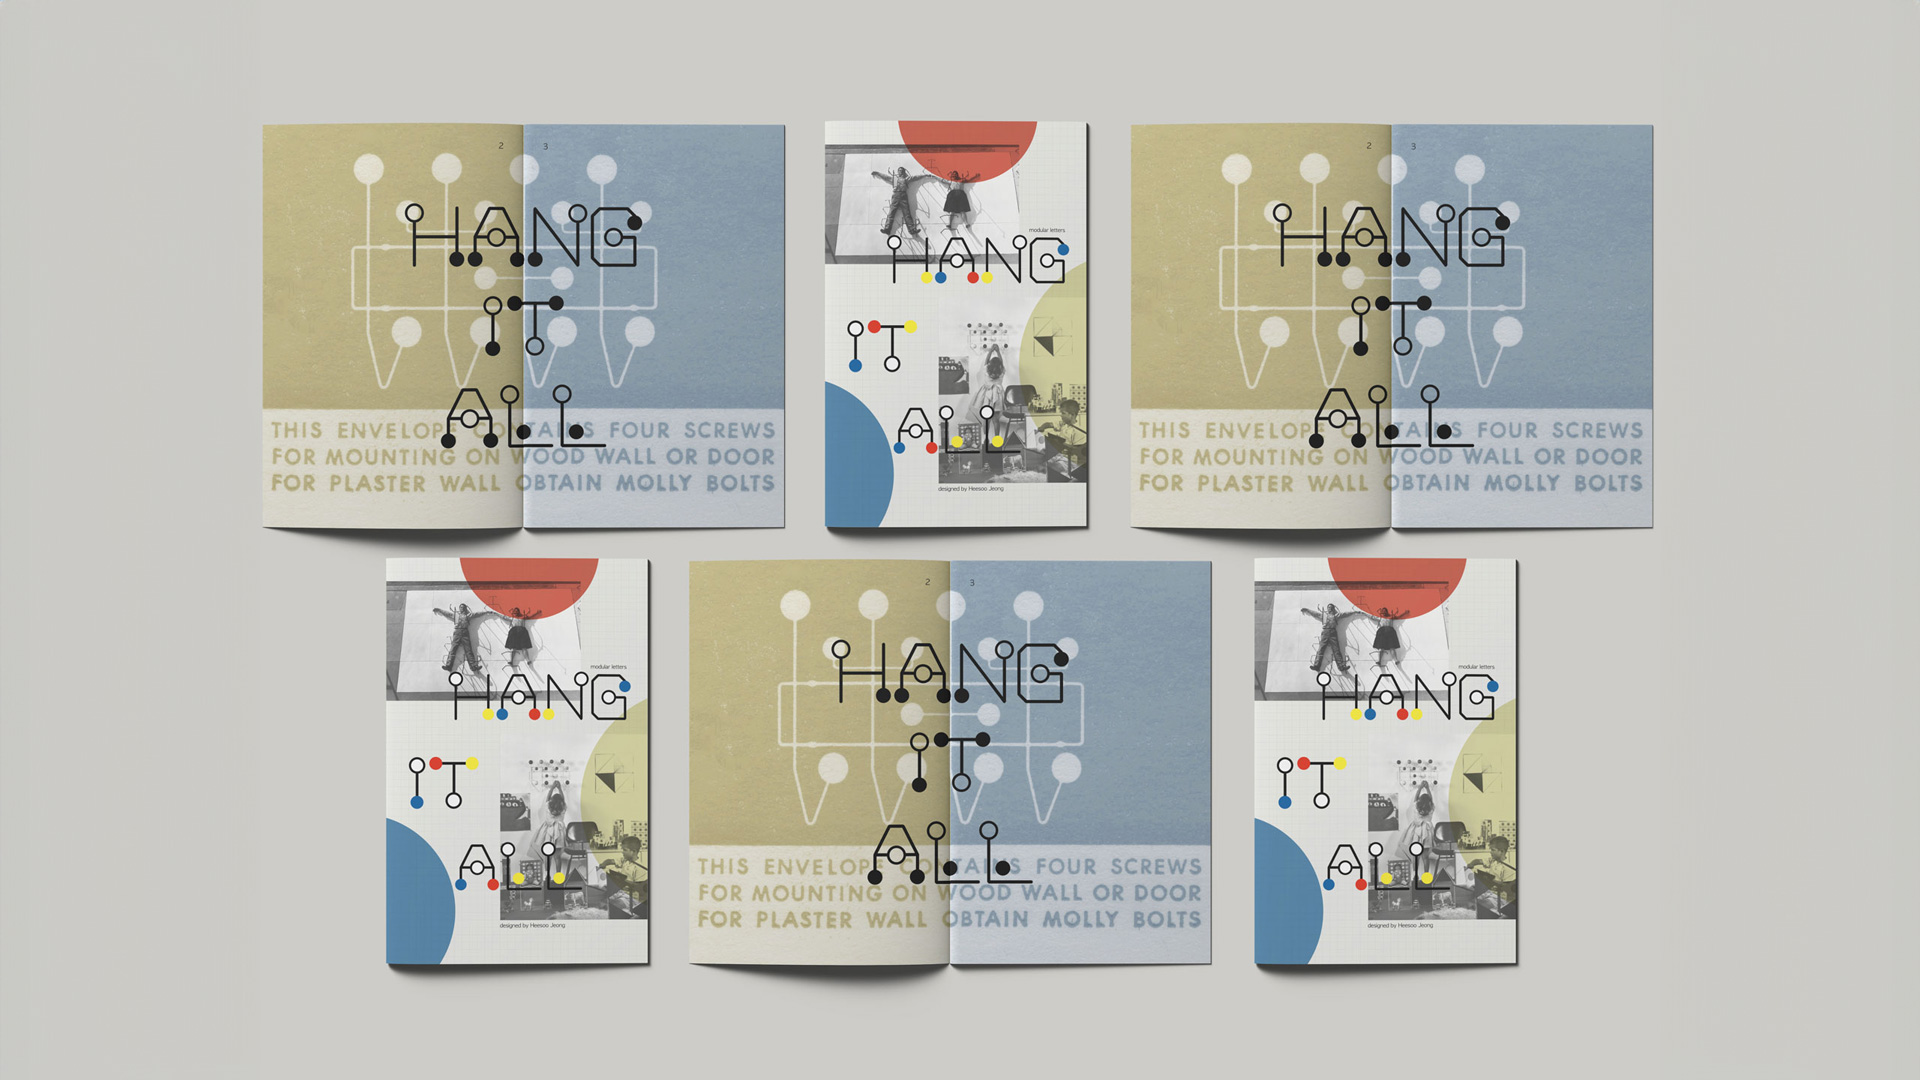 2 3
HANG
IT
ALL
THIS ENVELOPE CONTAINS FOUR SCREWS
FOR MOUNTING ON WOOD WALL OR DOOR
FOR PLASTER WALL OBTAIN MOLLY BOLTS
modular letters
HANG
IT
ALL
designed by Heesoo Jeong
2 3
HANG
IT
ALL
THIS ENVELOPE CONTAINS FOUR SCREWS
FOR MOUNTING ON WOOD WALL OR DOOR
FOR PLASTER WALL OBTAIN MOLLY BOLTS
modular letters
HANG
IT
ALL
designed by Heesoo Jeong
2 3
HANG
IT
ALL
THIS ENVELOPE CONTAINS FOUR SCREWS
FOR MOUNTING ON WOOD WALL OR DOOR
FOR PLASTER WALL OBTAIN MOLLY BOLTS
modular letters
HANG
IT
ALL
designed by Heesoo Jeong